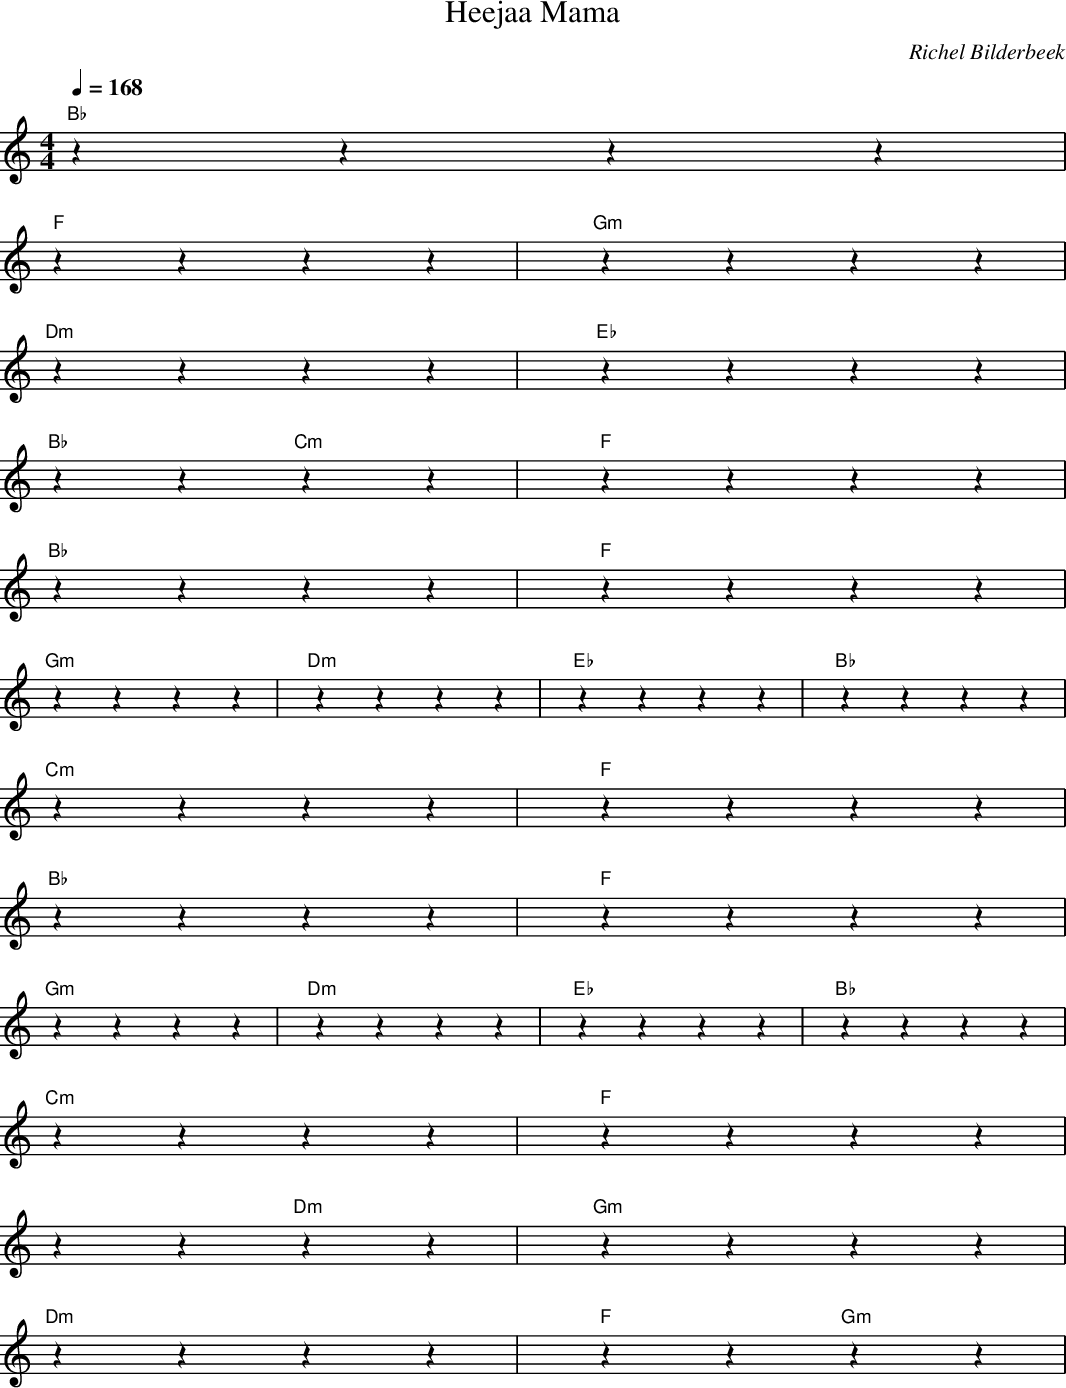 Heejaa Mama
Richel Bilderbeek
♩ = 168
B♭
4
4
F Gm
Dm E♭
B♭ Cm F
B♭ F
Gm Dm E♭ B♭
Cm F
B♭ F
Gm Dm E♭ B♭
Cm F
Dm Gm
Dm F Gm